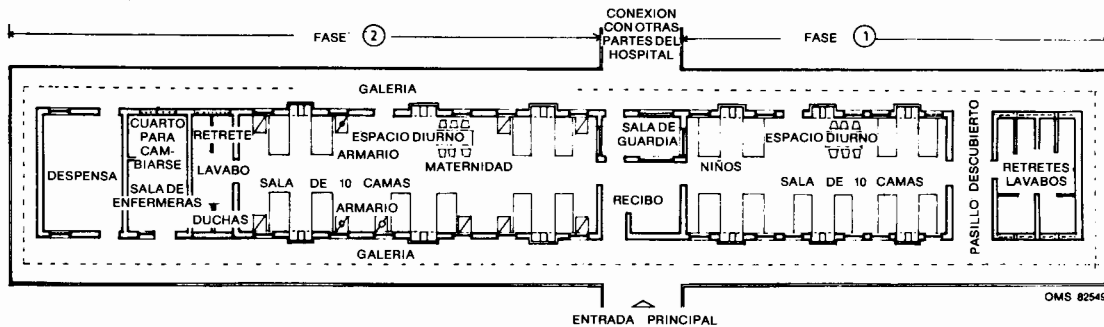 FASE 2
CONEXION
CON OTRAS
PARTES DEL
HOSPITAL
FASE 1
GALERIA
CUARTO
PARA
CAM-
BIARSE
RETRETE
ESPACIO DIURNO
ARMARIO
MATERNIDAD
SALA DE
GUARDIA
ESPACIO DIURNO
NIÑOS
DESPENSA
LAVABO
SALA DE
ENFERMERAS
SALA DE 10 CAMAS
ARMARIO
DUCHAS
RECIBO
SALA DE 10 CAMAS
PASILLO DESCUBIERTO
RETRETES
LAVABOS
GALERIA
ENTRADA PRINCIPAL
OMS 82549